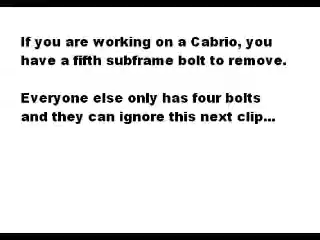 If you are working on a Cabrio, you
have a fifth subframe bolt to remove.
Everyone else only has four bolts
and they can ignore this next clip...